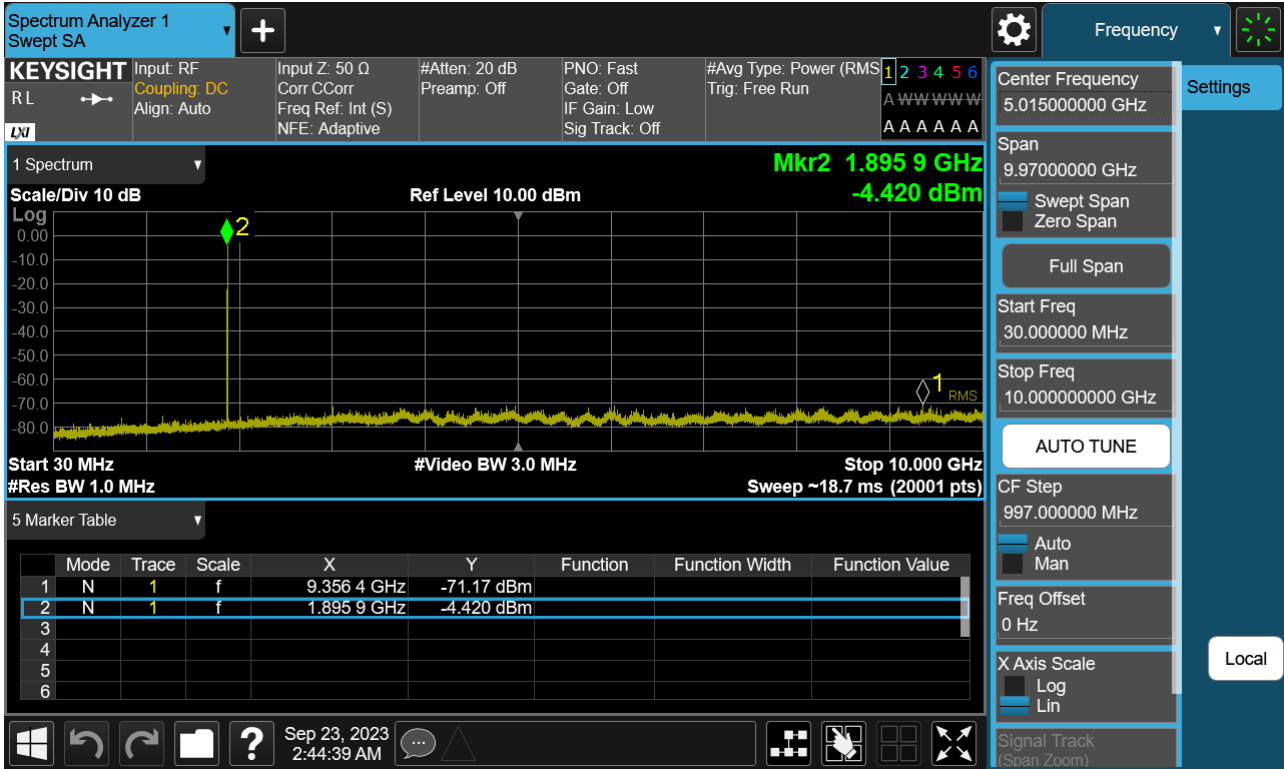 Spectrum Analyzer 1
Swept SA
Frequency
KEYSIGHT
R L
LXI
Input: RF
Coupling: DC
Align: Auto
Input Z: 50 Ω
Corr CCorr
Freq Ref: Int (S)
NFE: Adaptive
#Atten: 20 dB
Preamp: Off
PNO: Fast
Gate: Off
IF Gain: Low
Sig Track: Off
#Avg Type: Power (RMS
Trig: Free Run
1 2 3 4 5 6
A W W W W W
A A A A A A
1 Spectrum
Mkr2 1.895 9 GHz
-4.420 dBm
Scale/Div 10 dB
Ref Level 10.00 dBm
Log
0.00
-10.0
-20.0
-30.0
-40.0
-50.0
-60.0
-70.0
-80.0
2
1
RMS
Start 30 MHz
#Video BW 3.0 MHz
Stop 10.000 GHz
#Res BW 1.0 MHz
Sweep ~18.7 ms (20001 pts)
5 Marker Table
Mode Trace Scale X Y Function Function Width Function Value
1 N 1 f 9.356 4 GHz -71.17 dBm
2 N 1 f 1.895 9 GHz -4.420 dBm
3
4
5
6
Sep 23, 2023
2:44:39 AM
Center Frequency
5.015000000 GHz
Span
9.97000000 GHz
Swept Span
Zero Span
Full Span
Start Freq
30.000000 MHz
Stop Freq
10.000000000 GHz
AUTO TUNE
CF Step
997.000000 MHz
Auto
Man
Freq Offset
0 Hz
X Axis Scale
Log
Lin
Signal Track
(Span Zoom)
Settings
Local